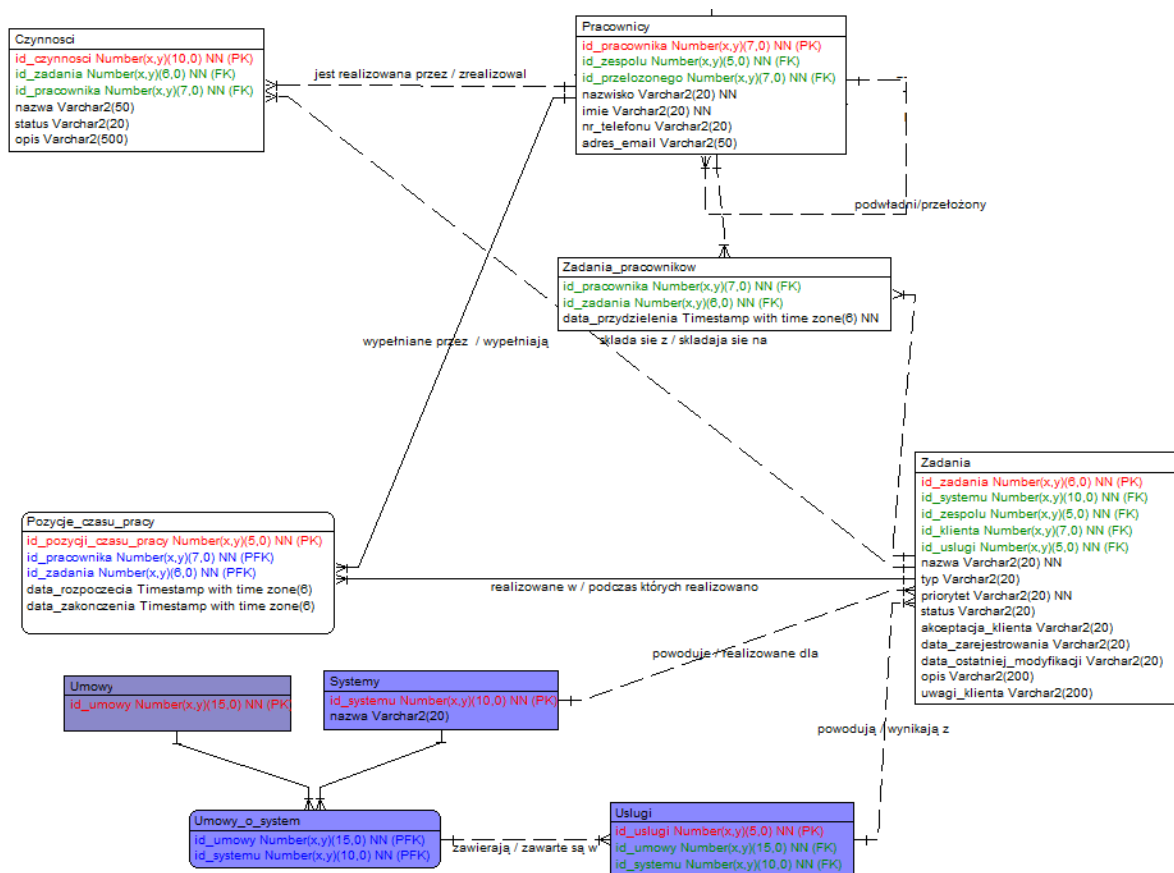 Czynnosci
id_czynnosci Number(x,y)(10,0) NN (PK)
id_zadania Number(x,y)(6,0) NN (FK)
id_pracownika Number(x,y)(7,0) NN (FK)
nazwa Varchar2(50)
status Varchar2(20)
opis Varchar2(500)
jest realizowana przez / zrealizowal
Pracownicy
id_pracownika Number(x,y)(7,0) NN (PK)
id_zespolu Number(x,y)(5,0) NN (FK)
id_przelozonego Number(x,y)(7,0) NN (FK)
nazwisko Varchar2(20) NN
imie Varchar2(20) NN
nr_telefonu Varchar2(20)
adres_email Varchar2(50)
podwładni/przełożony
Zadania_pracownikow
id_pracownika Number(x,y)(7,0) NN (FK)
id_zadania Number(x,y)(6,0) NN (FK)
data_przydzielenia Timestamp with time zone(6) NN
wypełniane przez / wypełniają
sklada sie z / skladaja sie na
Zadania
id_zadania Number(x,y)(6,0) NN (PK)
id_systemu Number(x,y)(10,0) NN (FK)
id_zespolu Number(x,y)(5,0) NN (FK)
id_klienta Number(x,y)(7,0) NN (FK)
id_uslugi Number(x,y)(5,0) NN (FK)
nazwa Varchar2(20) NN
typ Varchar2(20)
priorytet Varchar2(20) NN
status Varchar2(20)
akceptacja_klienta Varchar2(20)
data_zarejestrowania Varchar2(20)
data_ostatniej_modyfikacji Varchar2(20)
opis Varchar2(200)
uwagi_klienta Varchar2(200)
Pozycje_czasu_pracy
id_pozycji_czasu_pracy Number(x,y)(5,0) NN (PK)
id_pracownika Number(x,y)(7,0) NN (PFK)
id_zadania Number(x,y)(6,0) NN (PFK)
data_rozpoczecia Timestamp with time zone(6)
data_zakonczenia Timestamp with time zone(6)
realizowane w / podczas których realizowano
powoduje / realizowane dla
Umowy
id_umowy Number(x,y)(15,0) NN (PK)
Systemy
id_systemu Number(x,y)(10,0) NN (PK)
nazwa Varchar2(20)
powodują / wynikają z
Umowy_o_system
id_umowy Number(x,y)(15,0) NN (PFK)
id_systemu Number(x,y)(10,0) NN (PFK)
zawierają / zawarte są w
Uslugi
id_uslugi Number(x,y)(5,0) NN (PK)
id_umowy Number(x,y)(15,0) NN (FK)
id_systemu Number(x,y)(10,0) NN (FK)